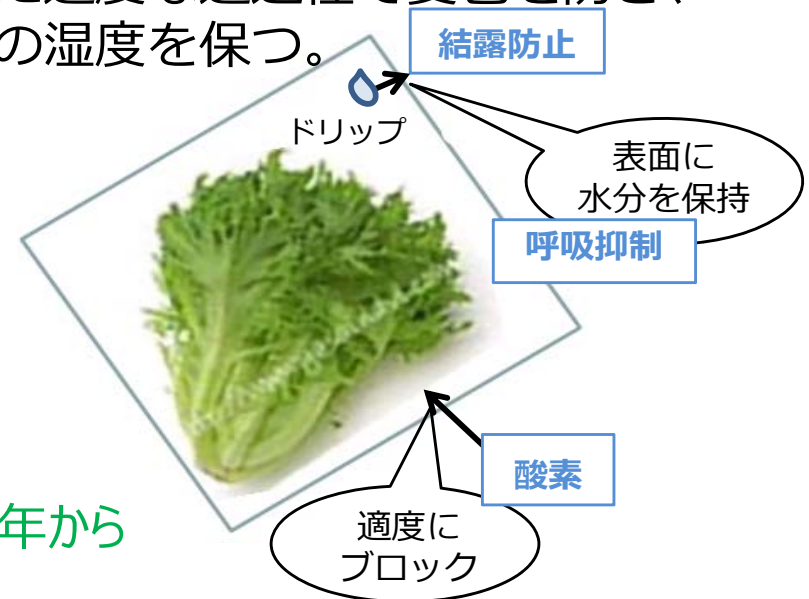 の湿度を保つ。
結露防止
ドリップ
表面に
水分を保持
呼吸抑制
酸素
年から
適度に
ブロック